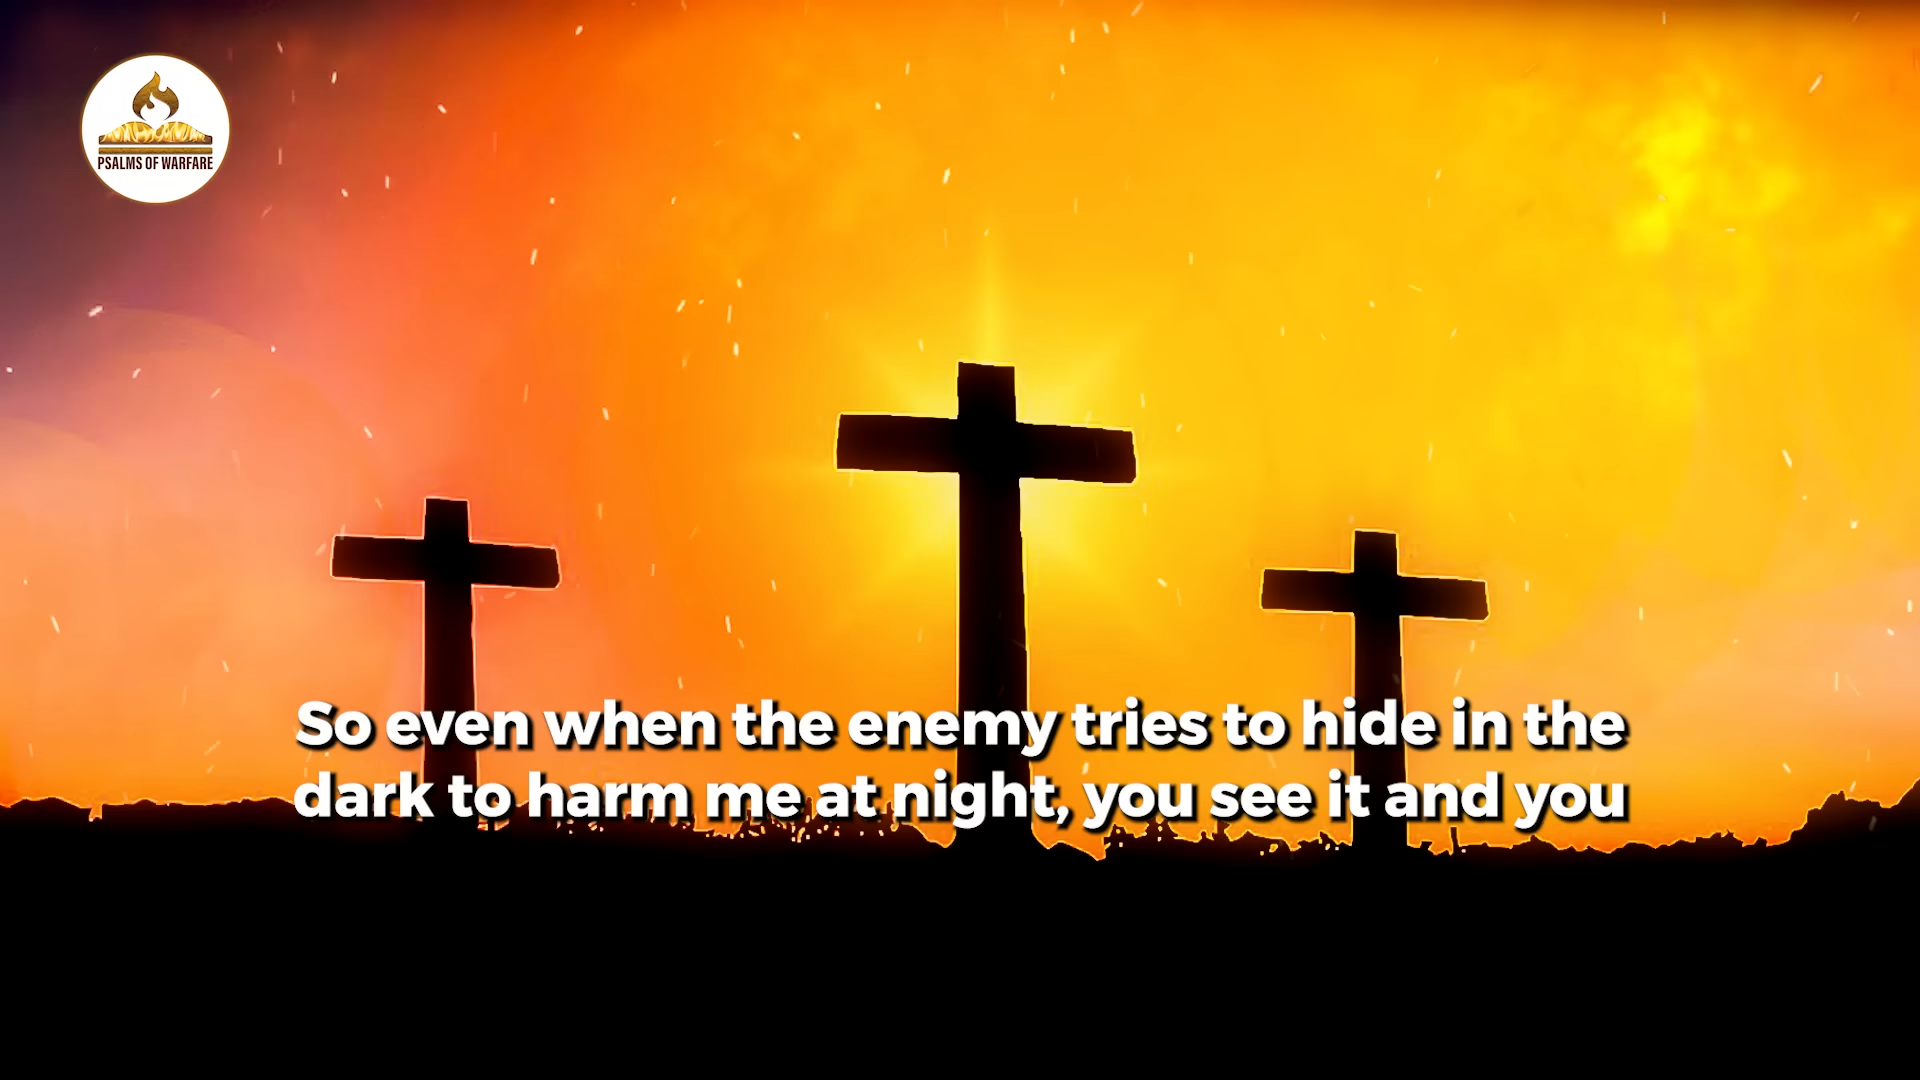 PSALMS OF WARFARE
So even when the enemy tries to hide in the
dark to harm me at night, you see it and you